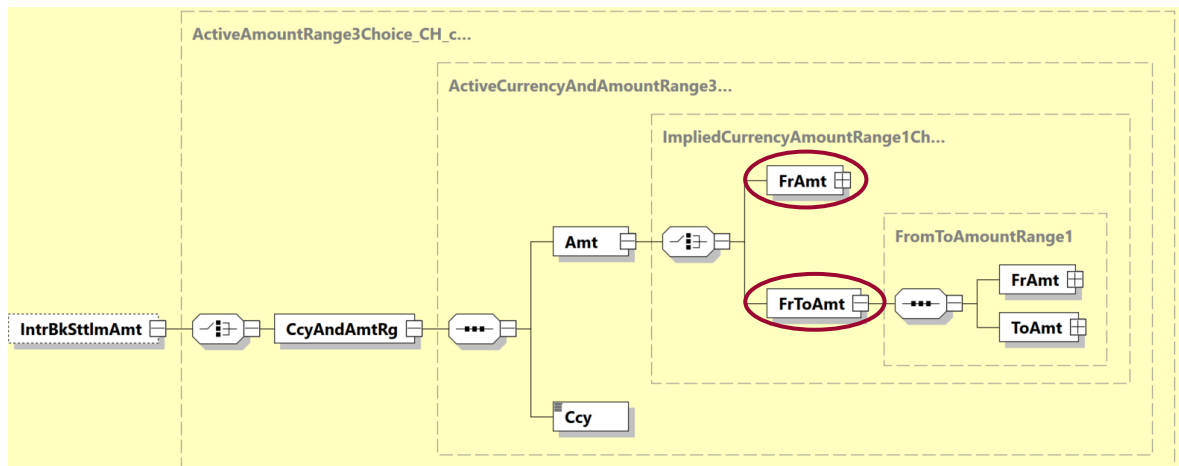 ActiveAmountRange3Choice_CH_c...
ActiveCurrencyAndAmountRange3...
ImpliedCurrencyAmountRange1Ch...
FrAmt
FromToAmountRange1
Amt
FrAmt
FrToAmt
IntrBkSttlmAmt
CcyAndAmtRg
ToAmt
Ccy